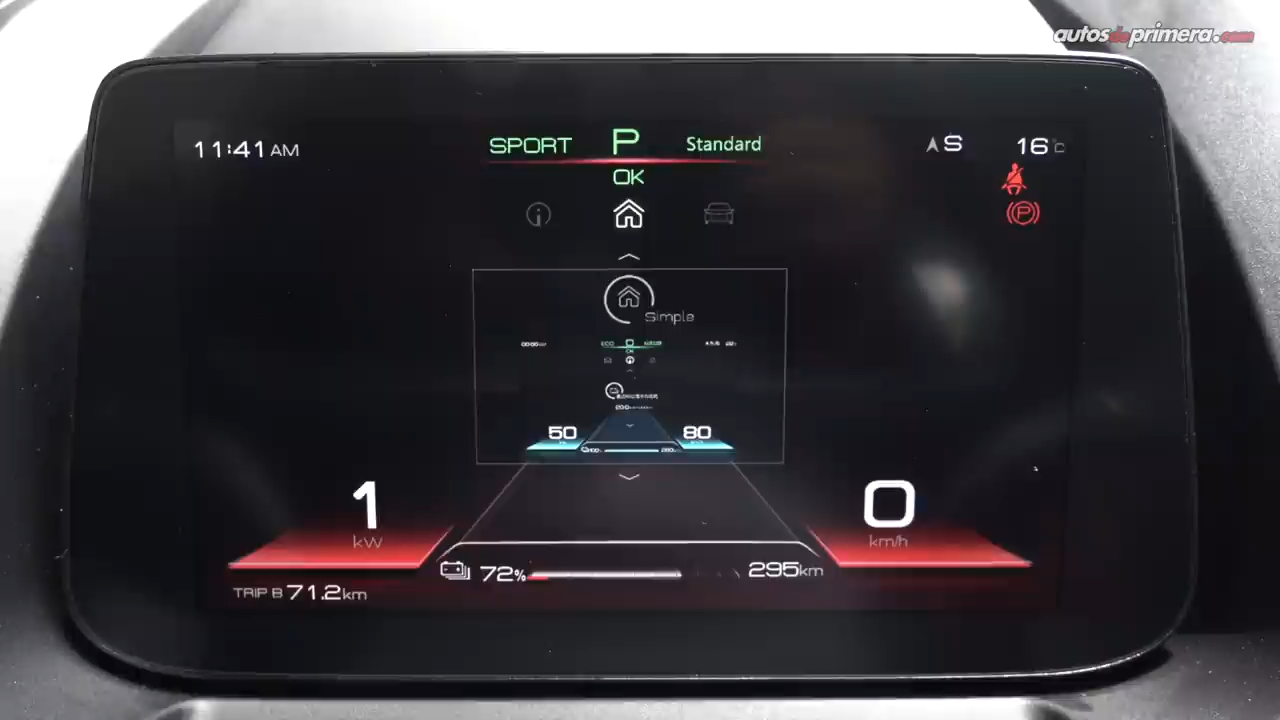 autosdeprimera.com
11:41 AM
SPORT P Standard
S
16°C
OK
P
Simple
50 80
1
kW
0
km/h
72%
295km
TRIP B 71.2km